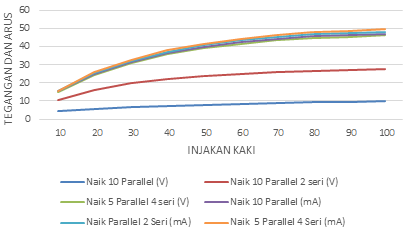 TEGANGAN DAN ARUS
60
50
40
30
20
10
0
10 20 30 40 50 60 70 80 90 100
INJAKAN KAKI
Naik 10 Parallel (V) Naik 10 Parallel 2 seri (V)
Naik 5 Parallel 4 seri (V) Naik 10 Parallel (mA)
Naik Parallel 2 Seri (mA) Naik 5 Parallel 4 Seri (mA)